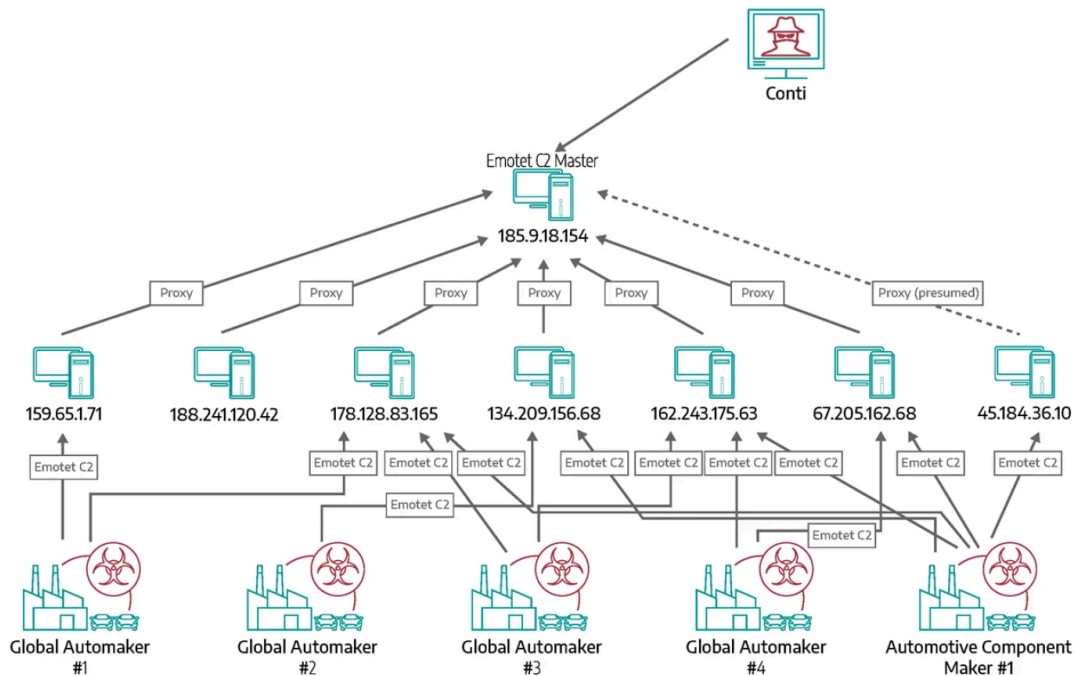 Conti
Emotet C2 Master
185.9.18.154
Proxy
Proxy
Proxy
Proxy
Proxy
Proxy
Proxy (presumed)
159.65.1.71
188.241.120.42
178.128.83.165
134.209.156.68
162.243.175.63
67.205.162.68
45.184.36.10
Emotet C2
Emotet C2
Emotet C2
Emotet C2
Emotet C2
Emotet C2
Emotet C2
Emotet C2
Emotet C2
Emotet C2
Emotet C2
Emotet C2
Global Automaker
#1
Global Automaker
#2
Global Automaker
#3
Global Automaker
#4
Automotive Component
Maker #1